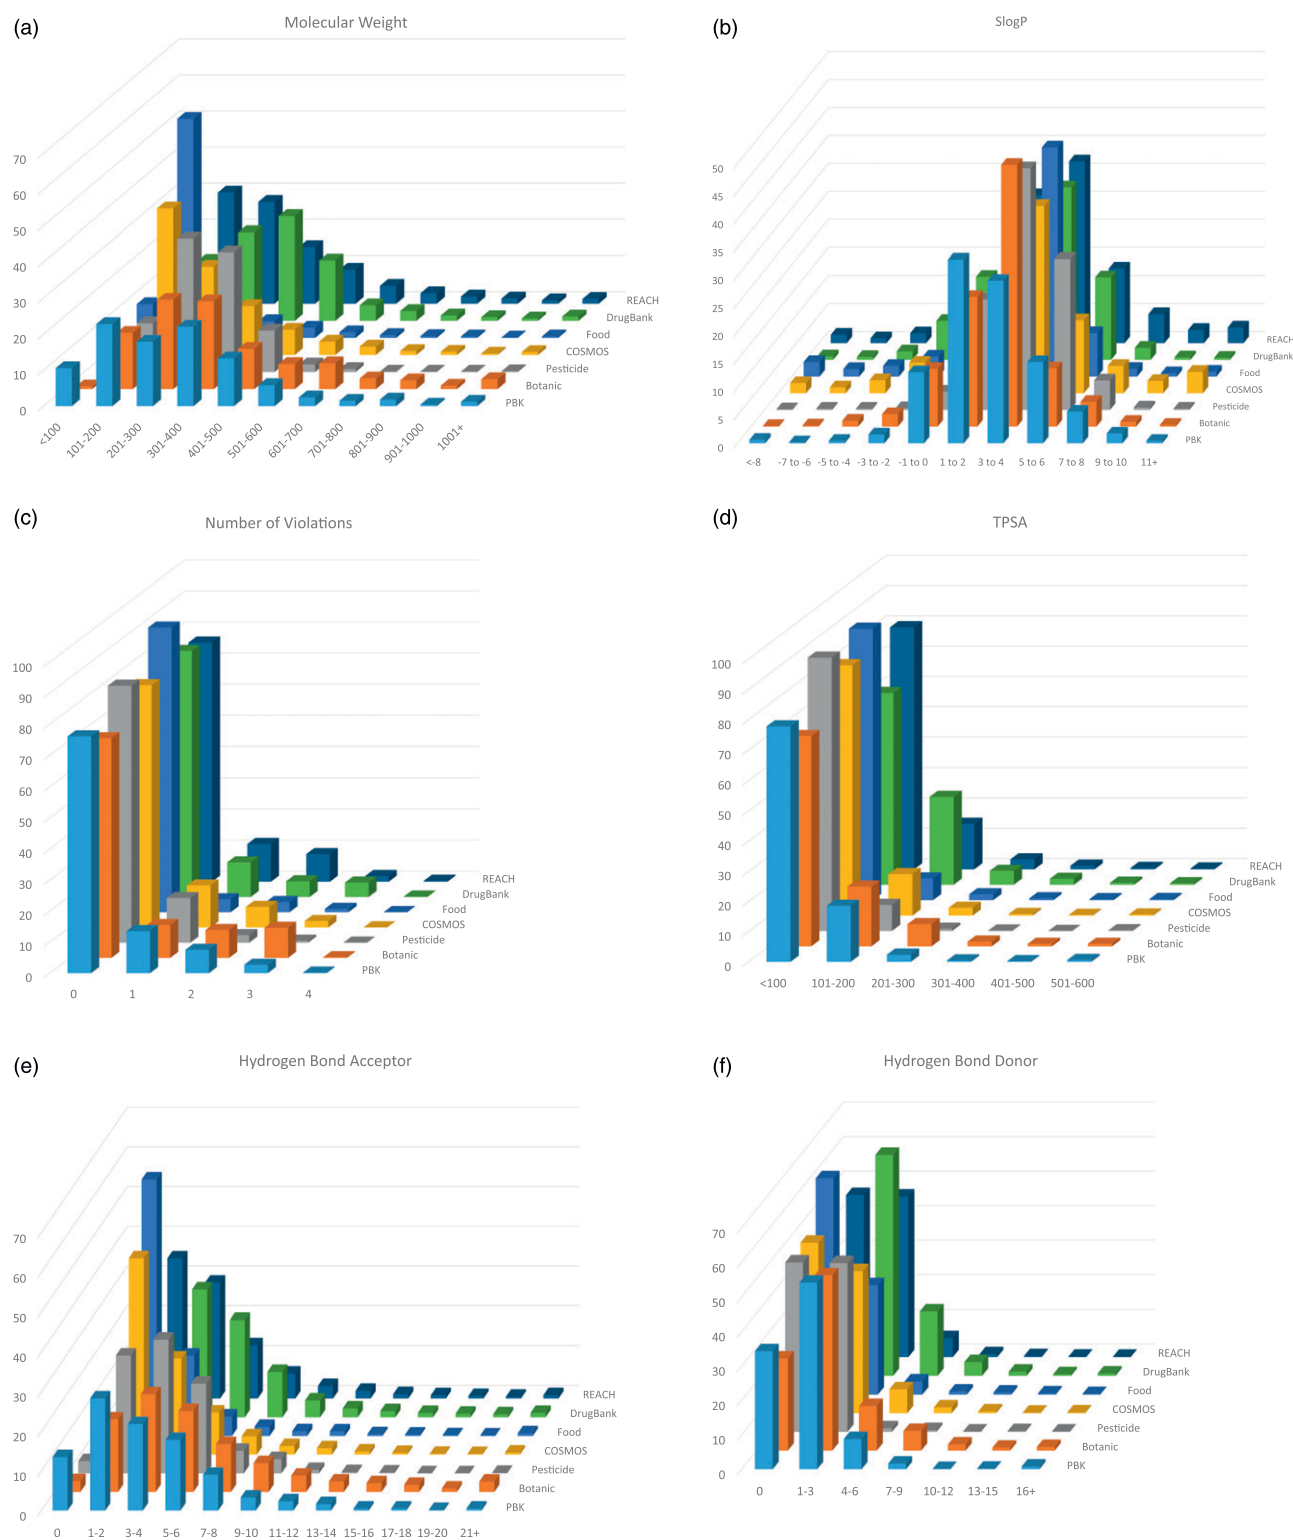 (a)
Molecular Weight
70
60
50
40
30
20
10
0
<100
101-200
201-300
301-400
401-500
501-600
601-700
701-800
801-900
901-1000
1001+
REACH
DrugBank
Food
COSMOS
Pesticide
Botanic
PBK
(b)
SlogP
50
45
40
35
30
25
20
15
10
5
0
<-8
-7 to -6
-5 to -4
-3 to -2
-1 to 0
1 to 2
3 to 4
5 to 6
7 to 8
9 to 10
11+
REACH
DrugBank
Food
COSMOS
Pesticide
Botanic
PBK
(c)
Number of Violations
100
90
80
70
60
50
40
30
20
10
0
0
1
2
3
4
REACH
DrugBank
Food
COSMOS
Pesticide
Botanic
PBK
(d)
TPSA
100
90
80
70
60
50
40
30
20
10
0
<100
101-200
201-300
301-400
401-500
501-600
REACH
DrugBank
Food
COSMOS
Pesticide
Botanic
PBK
(e)
Hydrogen Bond Acceptor
70
60
50
40
30
20
10
0
0
1-2
3-4
5-6
7-8
9-10
11-12
13-14
15-16
17-18
19-20
21+
REACH
DrugBank
Food
COSMOS
Pesticide
Botanic
PBK
(f)
Hydrogen Bond Donor
70
60
50
40
30
20
10
0
0
1-3
4-6
7-9
10-12
13-15
16+
REACH
DrugBank
Food
COSMOS
Pesticide
Botanic
PBK